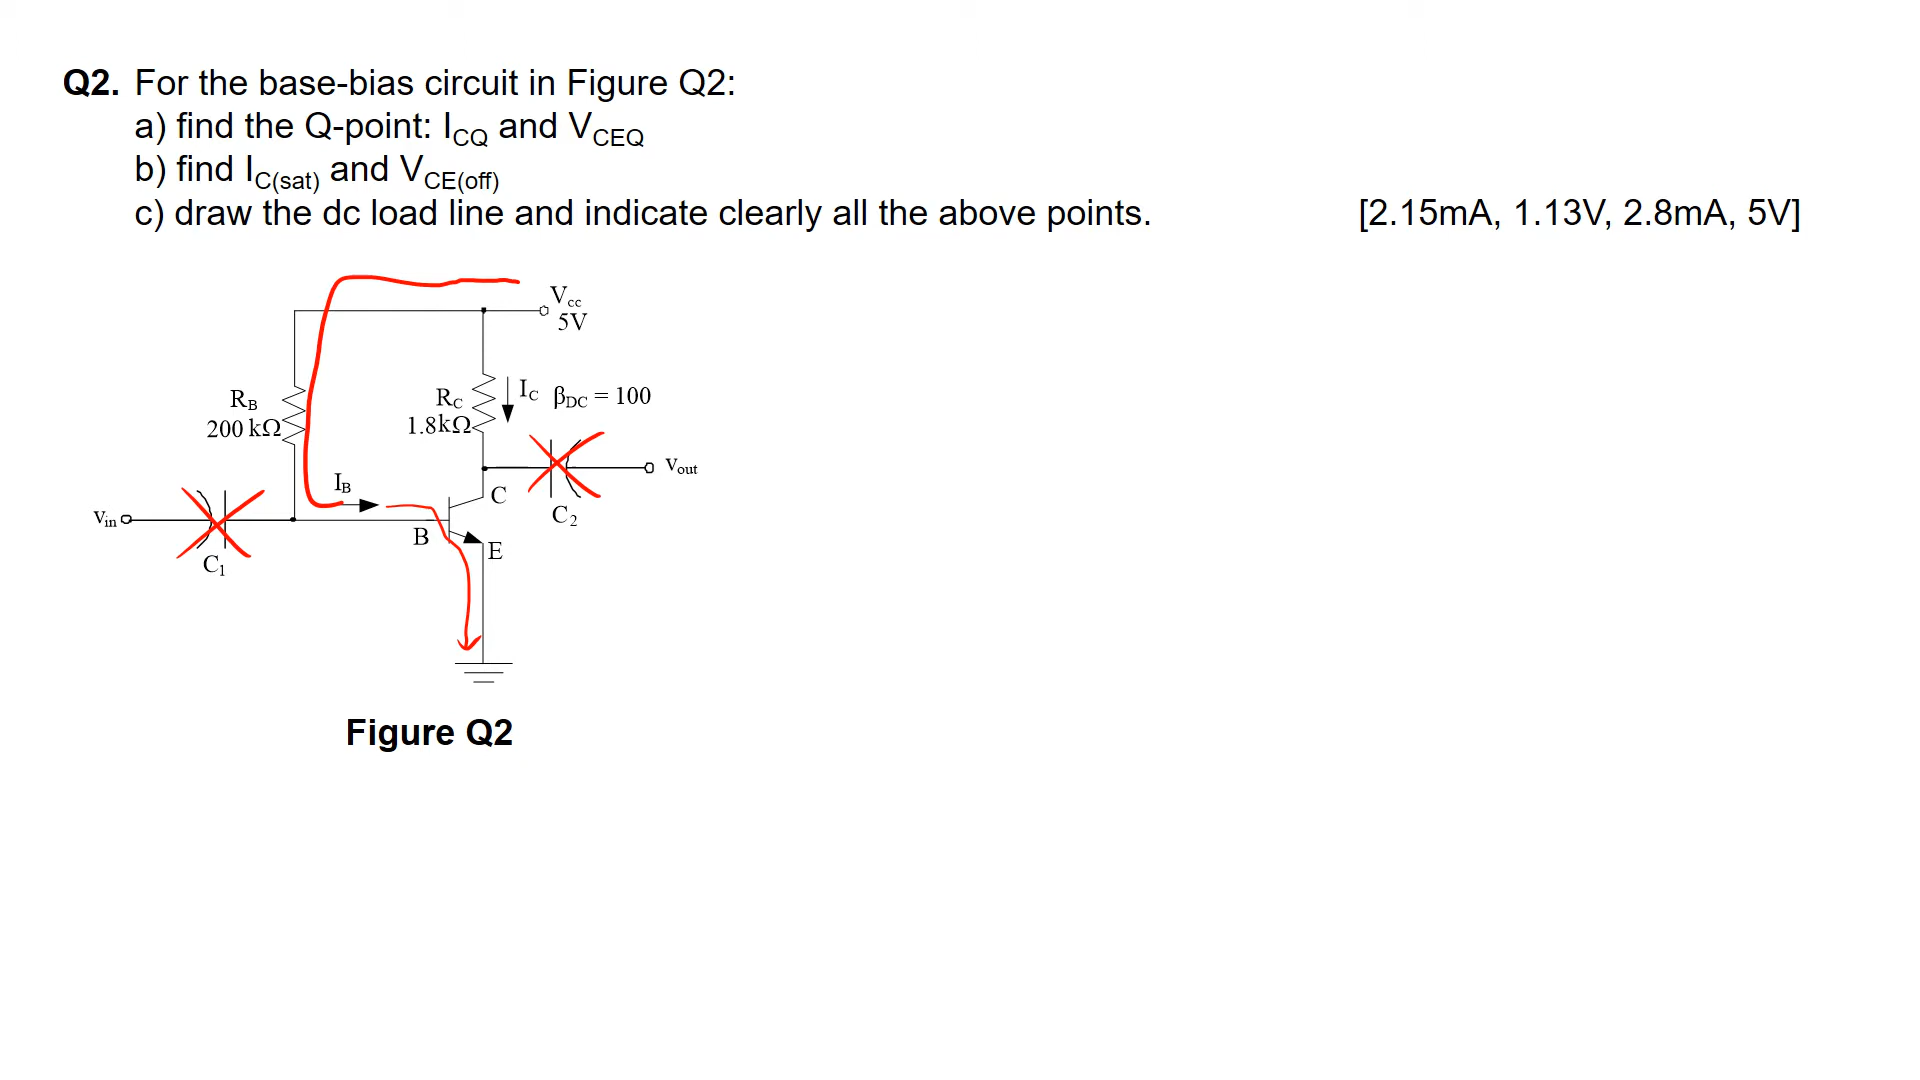 Q2. For the base-bias circuit in Figure Q2:
a) find the Q-point: ICQ and VCEQ
b) find IC(sat) and VCE(off)
c) draw the dc load line and indicate clearly all the above points. [2.15mA, 1.13V, 2.8mA, 5V]
Vcc
5V
RB
200 kΩ
RC
1.8kΩ
IC βDC = 100
Vout
IB
C
C2
Vin
B
E
C1
Figure Q2